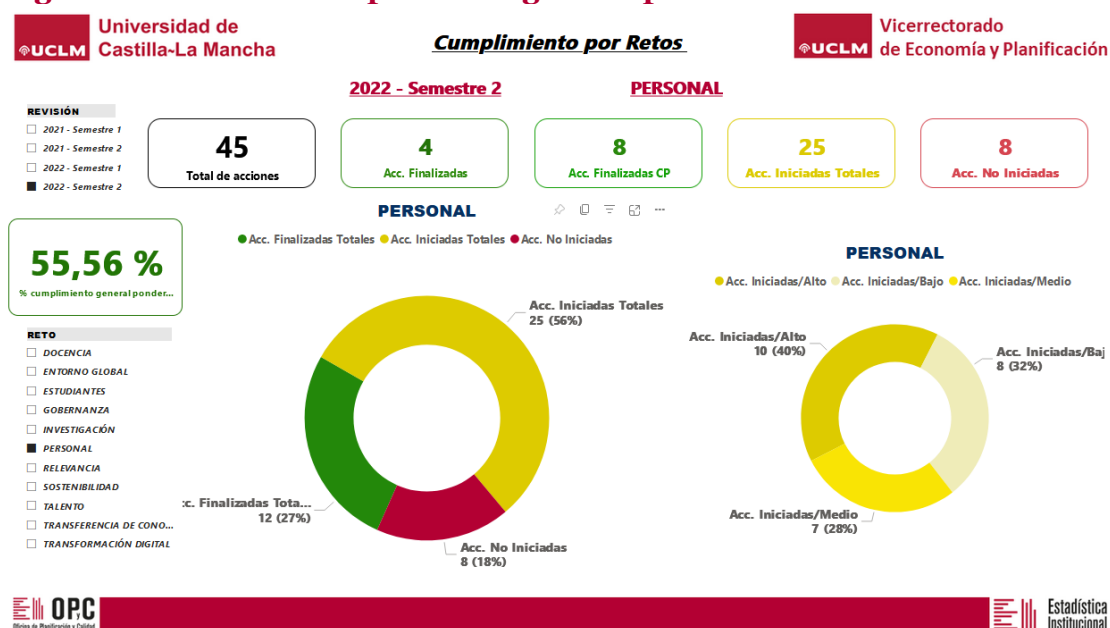 Universidad de
Castilla~La Mancha
UCLM
Cumplimiento por Retos
UCLM
Vicerrectorado
de Economía y Planificación
2022 - Semestre 2
PERSONAL
REVISIÓN
2021 - Semestre 1
2021 - Semestre 2
2022 - Semestre 1
2022 - Semestre 2
45
Total de acciones
4
Acc. Finalizadas
8
Acc. Finalizadas CP
25
Acc. Iniciadas Totales
8
Acc. No Iniciadas
55,56 %
% cumplimiento general ponder...
RETO
DOCENCIA
ENTORNO GLOBAL
ESTUDIANTES
GOBERNANZA
INVESTIGACIÓN
PERSONAL
RELEVANCIA
SOSTENIBILIDAD
TALENTO
TRANSFERENCIA DE CONO...
TRANSFORMACIÓN DIGITAL
PERSONAL
Acc. Finalizadas Totales Acc. Iniciadas Totales Acc. No Iniciadas
Acc. Iniciadas Totales
25 (56%)
c. Finalizadas Tota...
12 (27%)
Acc. No Iniciadas
8 (18%)
PERSONAL
Acc. Iniciadas/Alto Acc. Iniciadas/Bajo Acc. Iniciadas/Medio
Acc. Iniciadas/Alto
10 (40%)
Acc. Iniciadas/Baj
8 (32%)
Acc. Iniciadas/Medio
7 (28%)
OPyC
Oficina de Planificación y Calidad
Estadística
Institucional